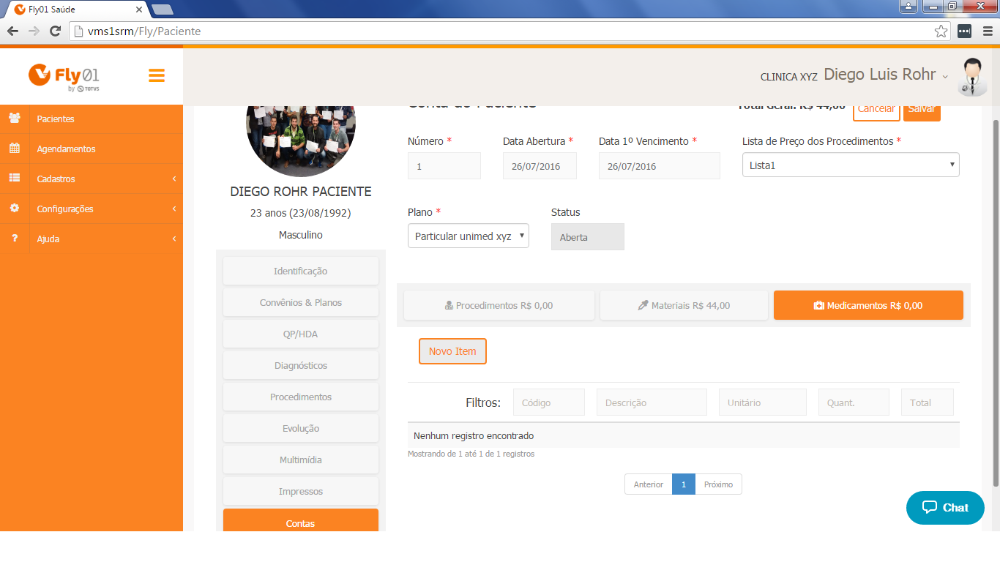 Fly01 Saúde
vms1srm/Fly/Paciente
Fly01
by TOTVS
CLINICA XYZ Diego Luis Rohr
Pacientes
Agendamentos
Cadastros
Configurações
? Ajuda
DIEGO ROHR PACIENTE
23 anos (23/08/1992)
Masculino
Identificação
Convênios & Planos
QP/HDA
Diagnósticos
Procedimentos
Evolução
Multimídia
Impressos
Contas
Conta do Paciente
Total Geral: R$ 44,00 Cancelar Salvar
Número * Data Abertura * Data 1º Vencimento * Lista de Preço dos Procedimentos *
1 26/07/2016 26/07/2016 Lista1
Plano * Status
Particular unimed xyz Aberta
Procedimentos R$ 0,00 Materiais R$ 44,00 Medicamentos R$ 0,00
Novo Item
Filtros: Código Descrição Unitário Quant. Total
Nenhum registro encontrado
Mostrando de 1 até 1 de 1 registros
Anterior 1 Próximo
Chat